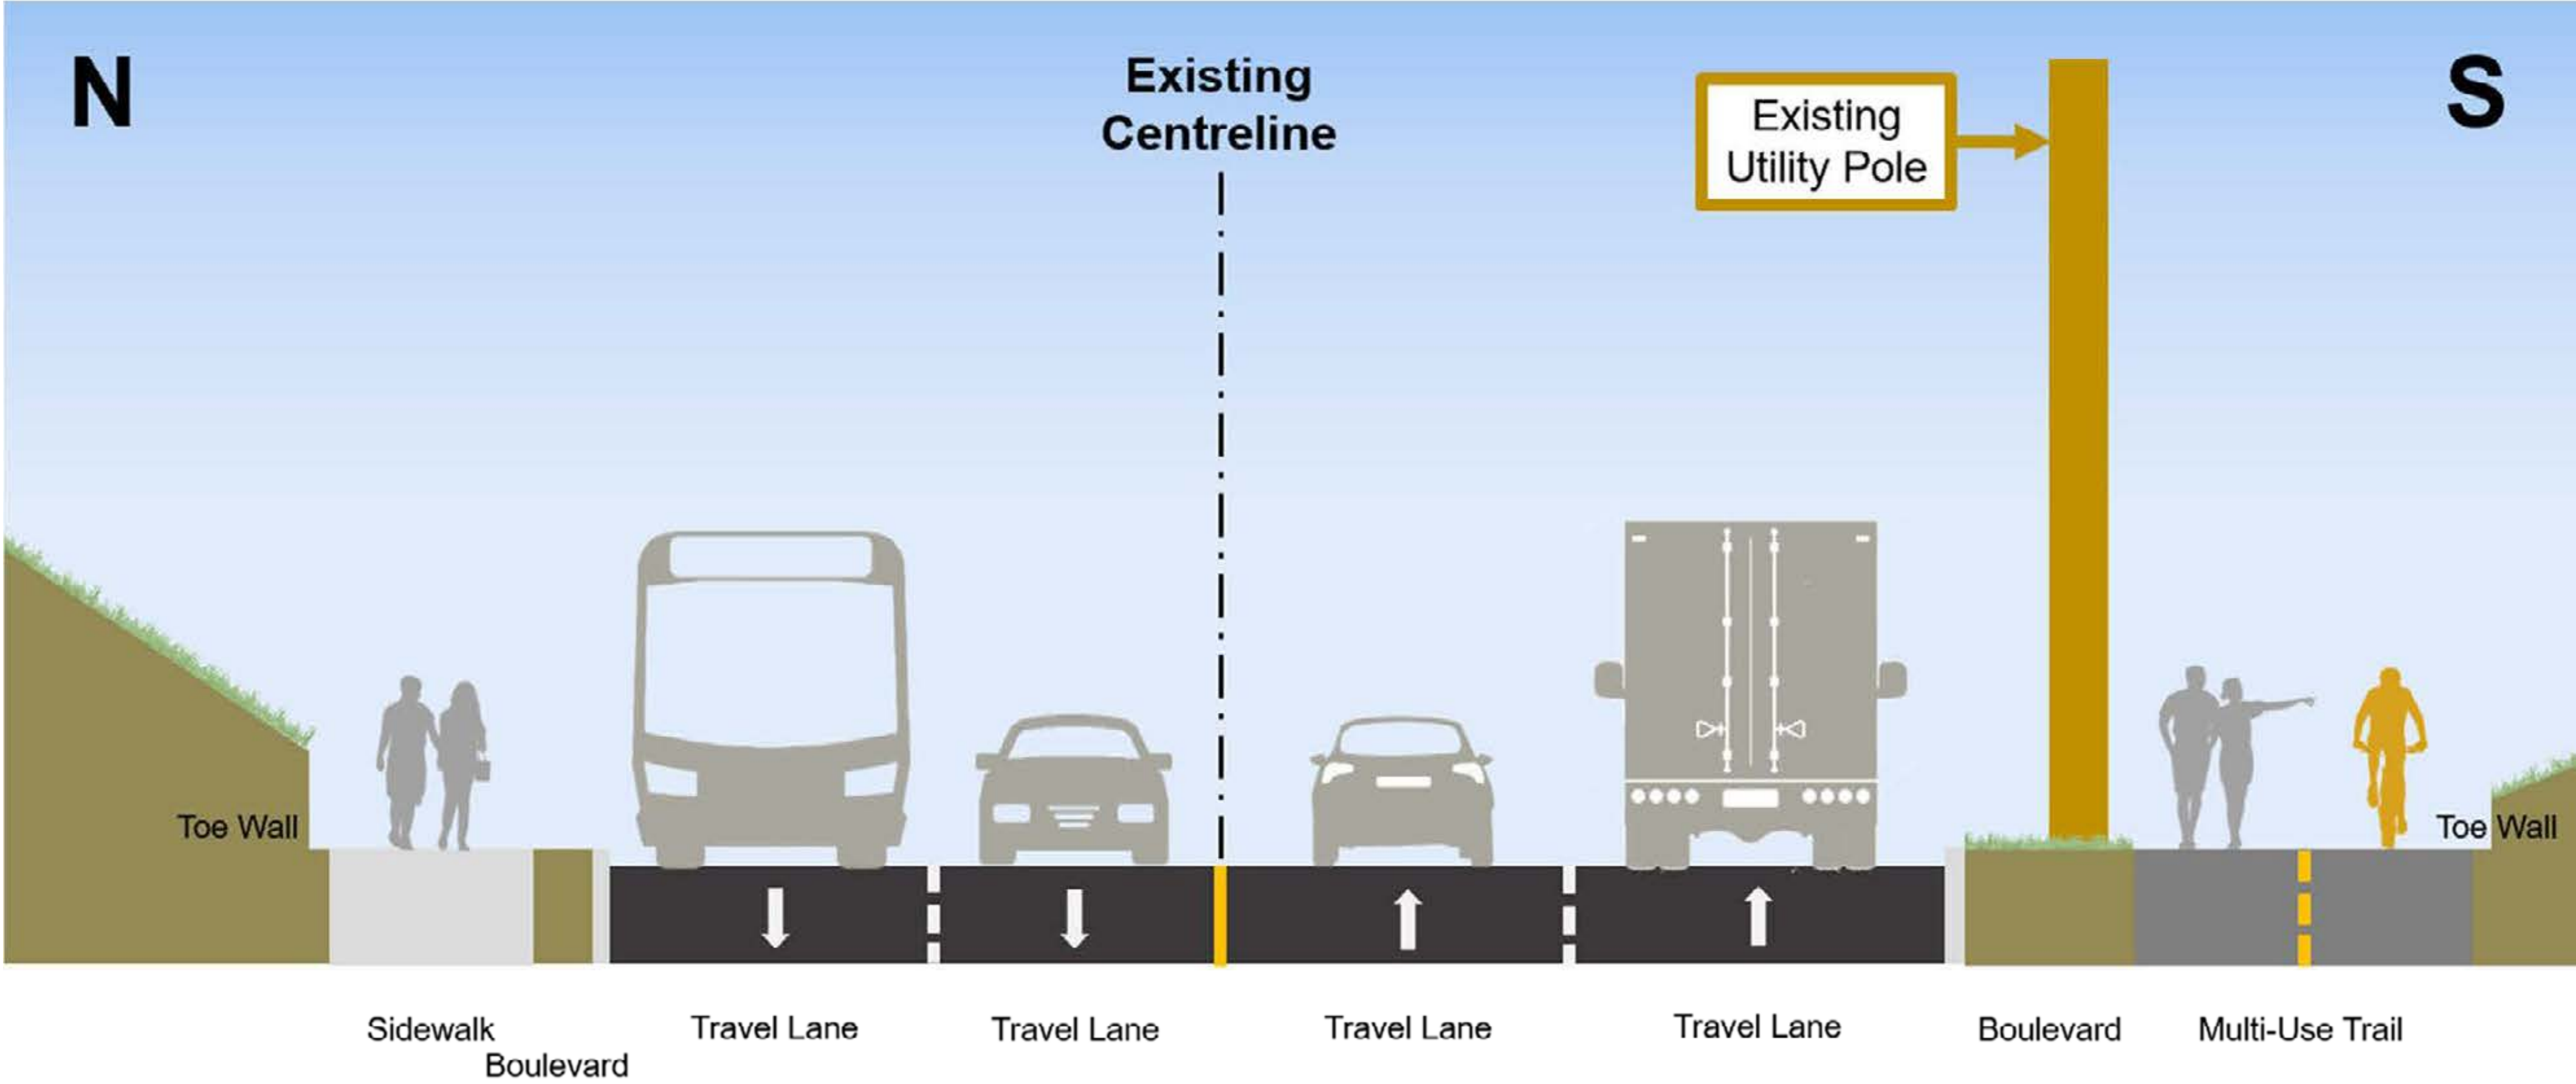 N
Existing
Centreline
Existing
Utility Pole
S
Toe Wall
Toe Wall
Sidewalk
Boulevard
Travel Lane
Travel Lane
Travel Lane
Travel Lane
Boulevard
Multi-Use Trail